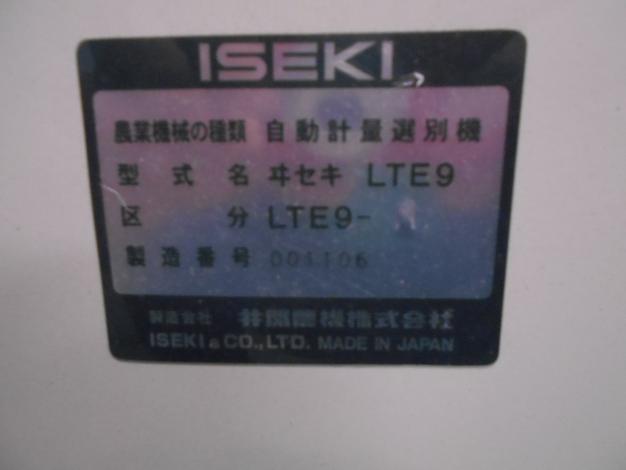 ISEKI
農業機械の種類 自動計量選別機
型式名 ヰセキ LTE9
区分 LTE9-
製造番号 001106
製造会社 井関農機株式会社
ISEKI & CO., LTD. MADE IN JAPAN